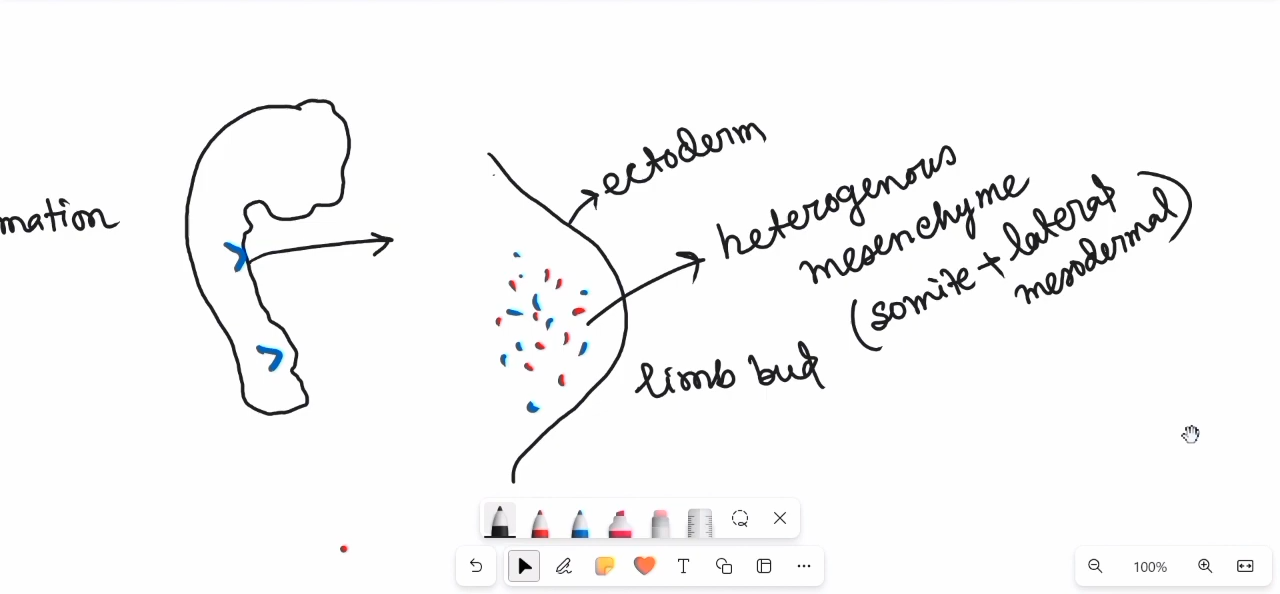 mation
ectoderm
heterogenous
mesenchyme
(somite + lateral
mesodermal)
limb bud
T
100%